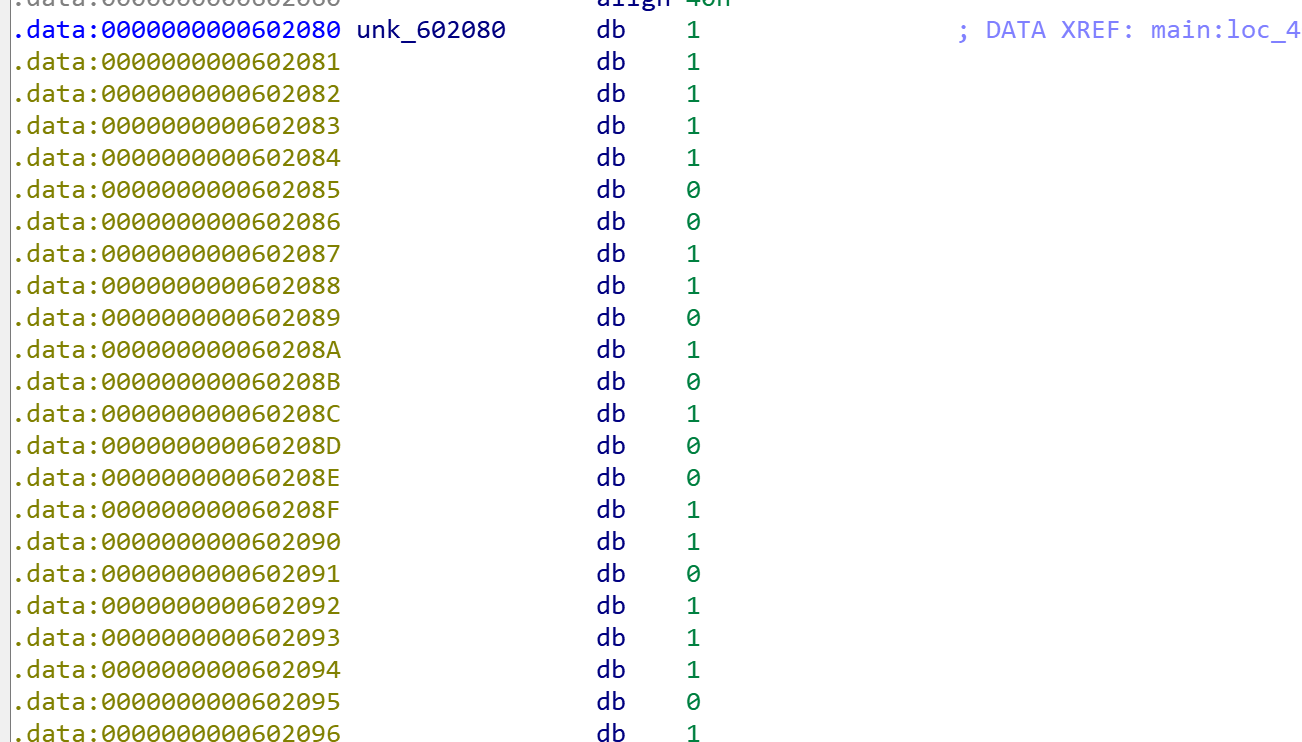 .data:0000000000602080 align 40h
.data:0000000000602080 unk_602080 db 1 ; DATA XREF: main:loc_4
.data:0000000000602081 db 1
.data:0000000000602082 db 1
.data:0000000000602083 db 1
.data:0000000000602084 db 1
.data:0000000000602085 db 0
.data:0000000000602086 db 0
.data:0000000000602087 db 1
.data:0000000000602088 db 1
.data:0000000000602089 db 0
.data:000000000060208A db 1
.data:000000000060208B db 0
.data:000000000060208C db 1
.data:000000000060208D db 0
.data:000000000060208E db 0
.data:000000000060208F db 1
.data:0000000000602090 db 1
.data:0000000000602091 db 0
.data:0000000000602092 db 1
.data:0000000000602093 db 1
.data:0000000000602094 db 1
.data:0000000000602095 db 0
.data:0000000000602096 db 1